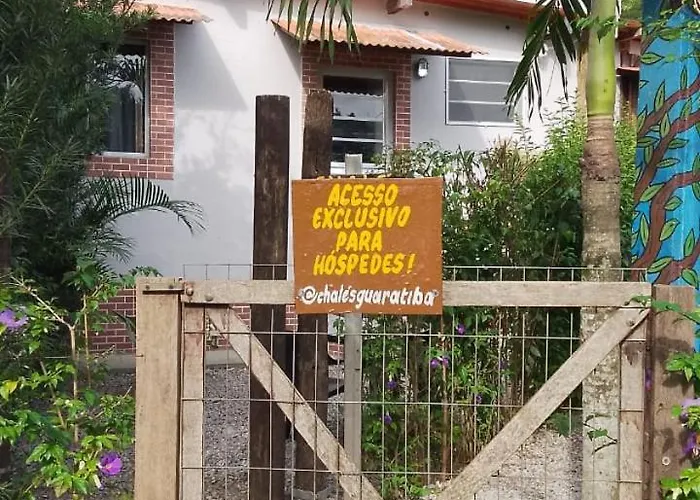 ACESSO
EXCLUSIVO
PARA
HÓSPEDES!
@chalésguaratiba